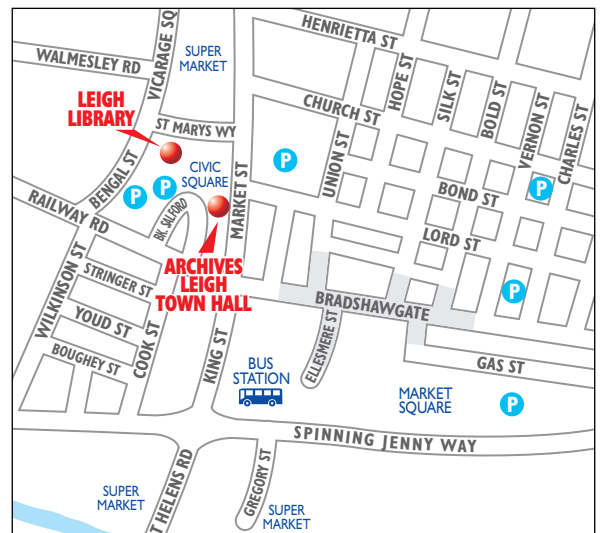 HENRIETTA ST
WALMESLEY RD
VICARAGE SQ
SUPER
MARKET
LEIGH
LIBRARY
ST MARYS WY
CHURCH ST
HOPE ST
SILK ST
BOLD ST
VERNON ST
CHARLES ST
BENGAL ST
CIVIC
SQUARE
MARKET ST
P
UNION ST
P
P
BOND ST
P
RAILWAY RD
BK. SALFORD
LORD ST
ARCHIVES
LEIGH
TOWN HALL
WILKINSON ST
STRINGER ST
BRADSHAWGATE
P
YOUD ST
BOUGHEY ST
COOK ST
KING ST
ELLESMERE ST
BUS
STATION
GAS ST
MARKET
SQUARE
P
SPINNING JENNY WAY
T HELENS RD
GREGORY ST
SUPER
MARKET
SUPER
MARKET